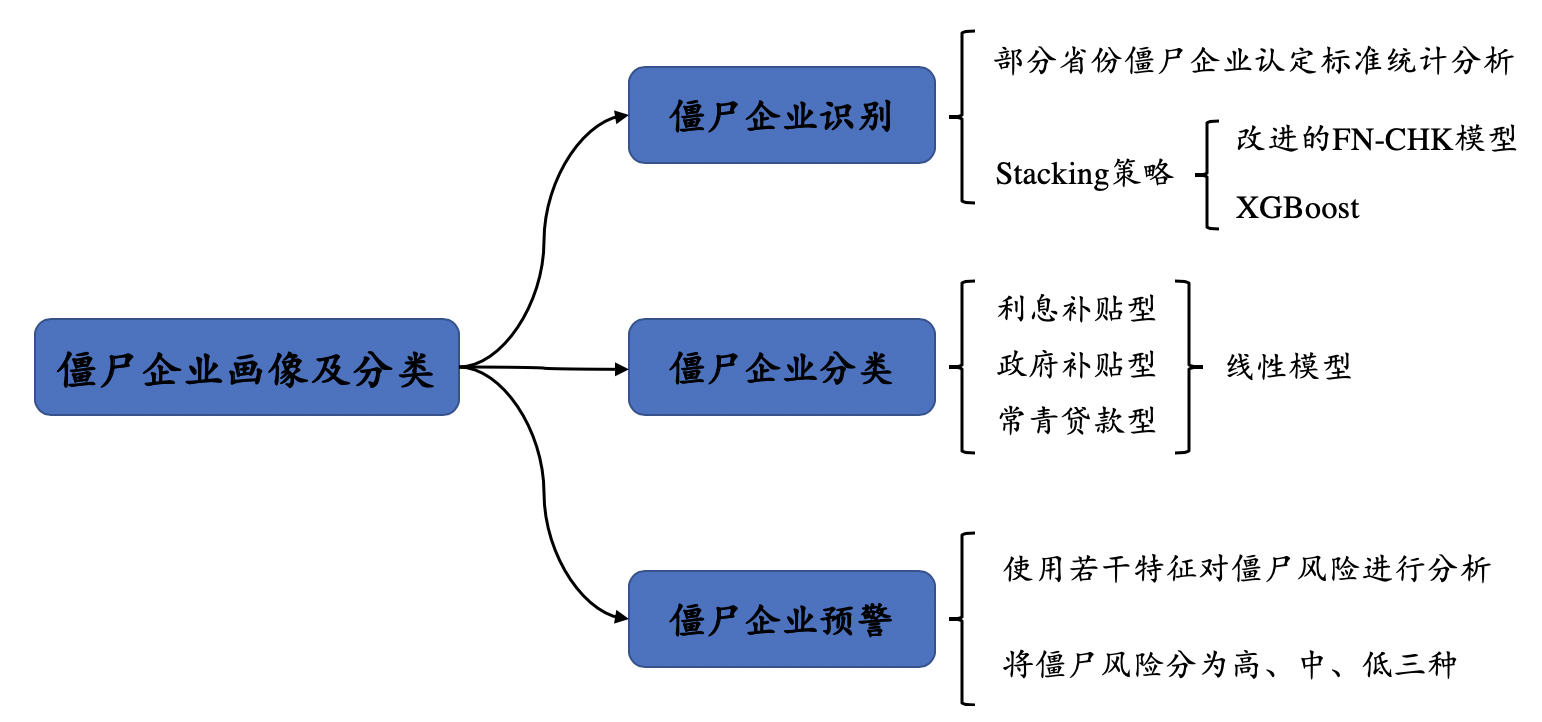 僵尸企业画像及分类
僵尸企业识别
部分省份僵尸企业认定标准统计分析
Stacking策略
改进的FN-CHK模型
XGBoost
僵尸企业分类
利息补贴型
政府补贴型
常青贷款型
线性模型
僵尸企业预警
使用若干特征对僵尸风险进行分析
将僵尸风险分为高、中、低三种